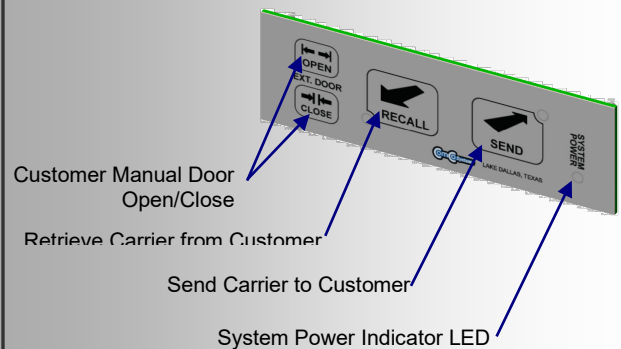 OPEN
EXT. DOOR
CLOSE
RECALL
SEND
LAKE DALLAS, TEXAS
SYSTEM
POWER
Customer Manual Door
Open/Close
Retrieve Carrier from Customer
Send Carrier to Customer
System Power Indicator LED